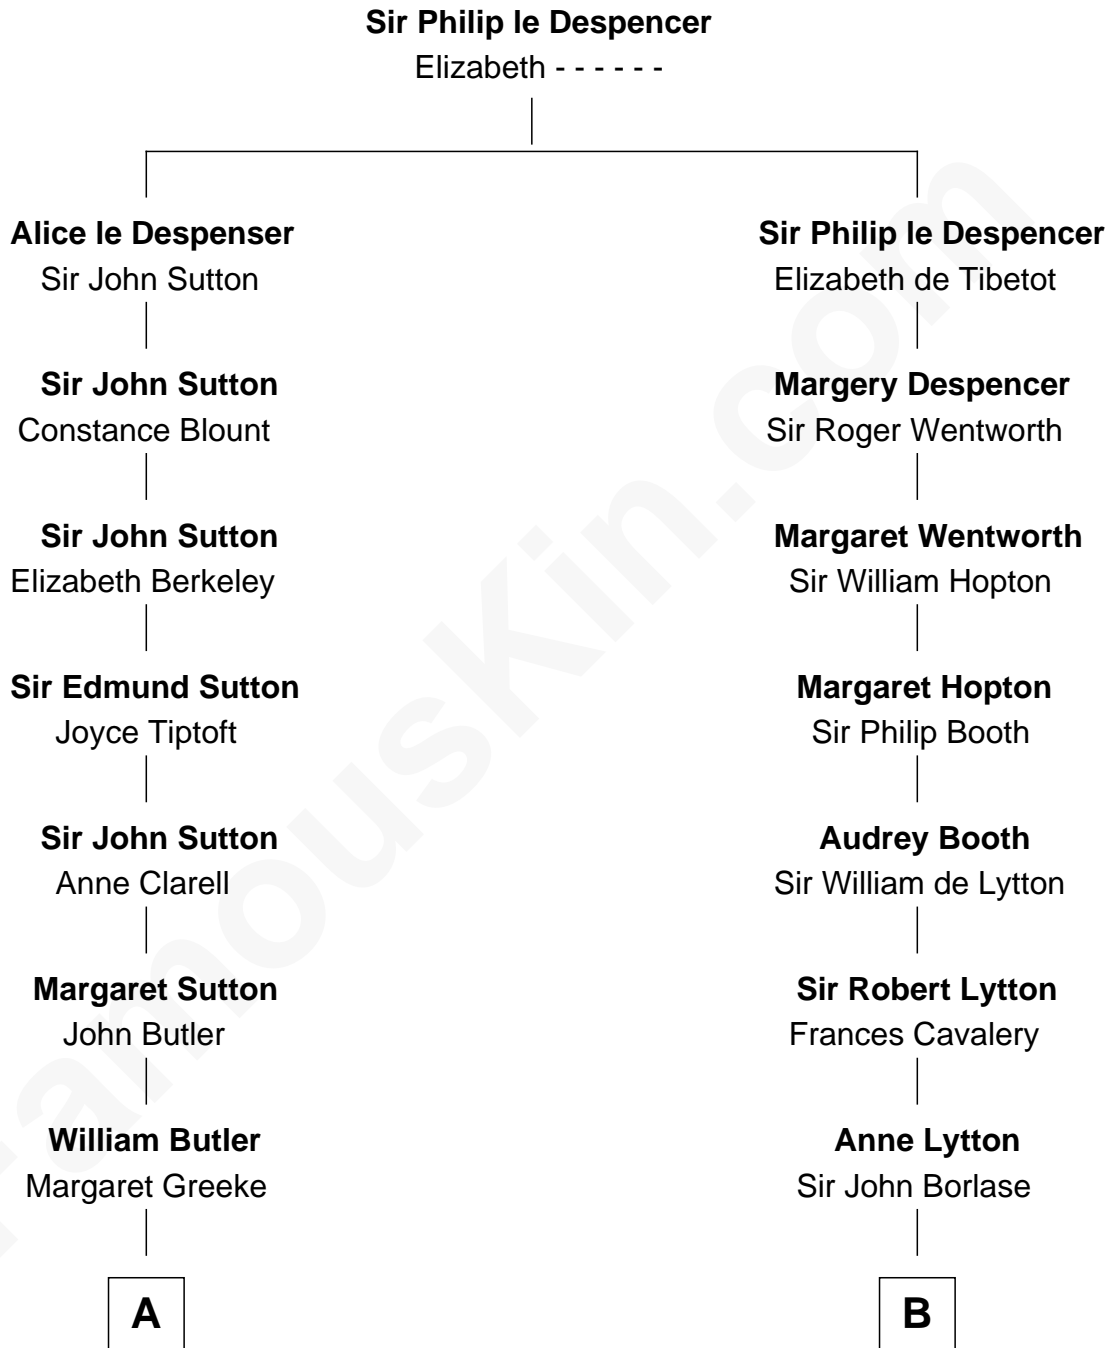 Sir Philip le Despencer
Elizabeth - - - - - -
Alice le Despenser
Sir John Sutton
Sir Philip le Despencer
Elizabeth de Tibetot
Sir John Sutton
Constance Blount
Margery Despencer
Sir Roger Wentworth
Sir John Sutton
Elizabeth Berkeley
Margaret Wentworth
Sir William Hopton
Sir Edmund Sutton
Joyce Tiptoft
Margaret Hopton
Sir Philip Booth
Sir John Sutton
Anne Clarell
Audrey Booth
Sir William de Lytton
Margaret Sutton
John Butler
Sir Robert Lytton
Frances Cavalery
William Butler
Margaret Greeke
Anne Lytton
Sir John Borlase
A
B
FamousKin.com